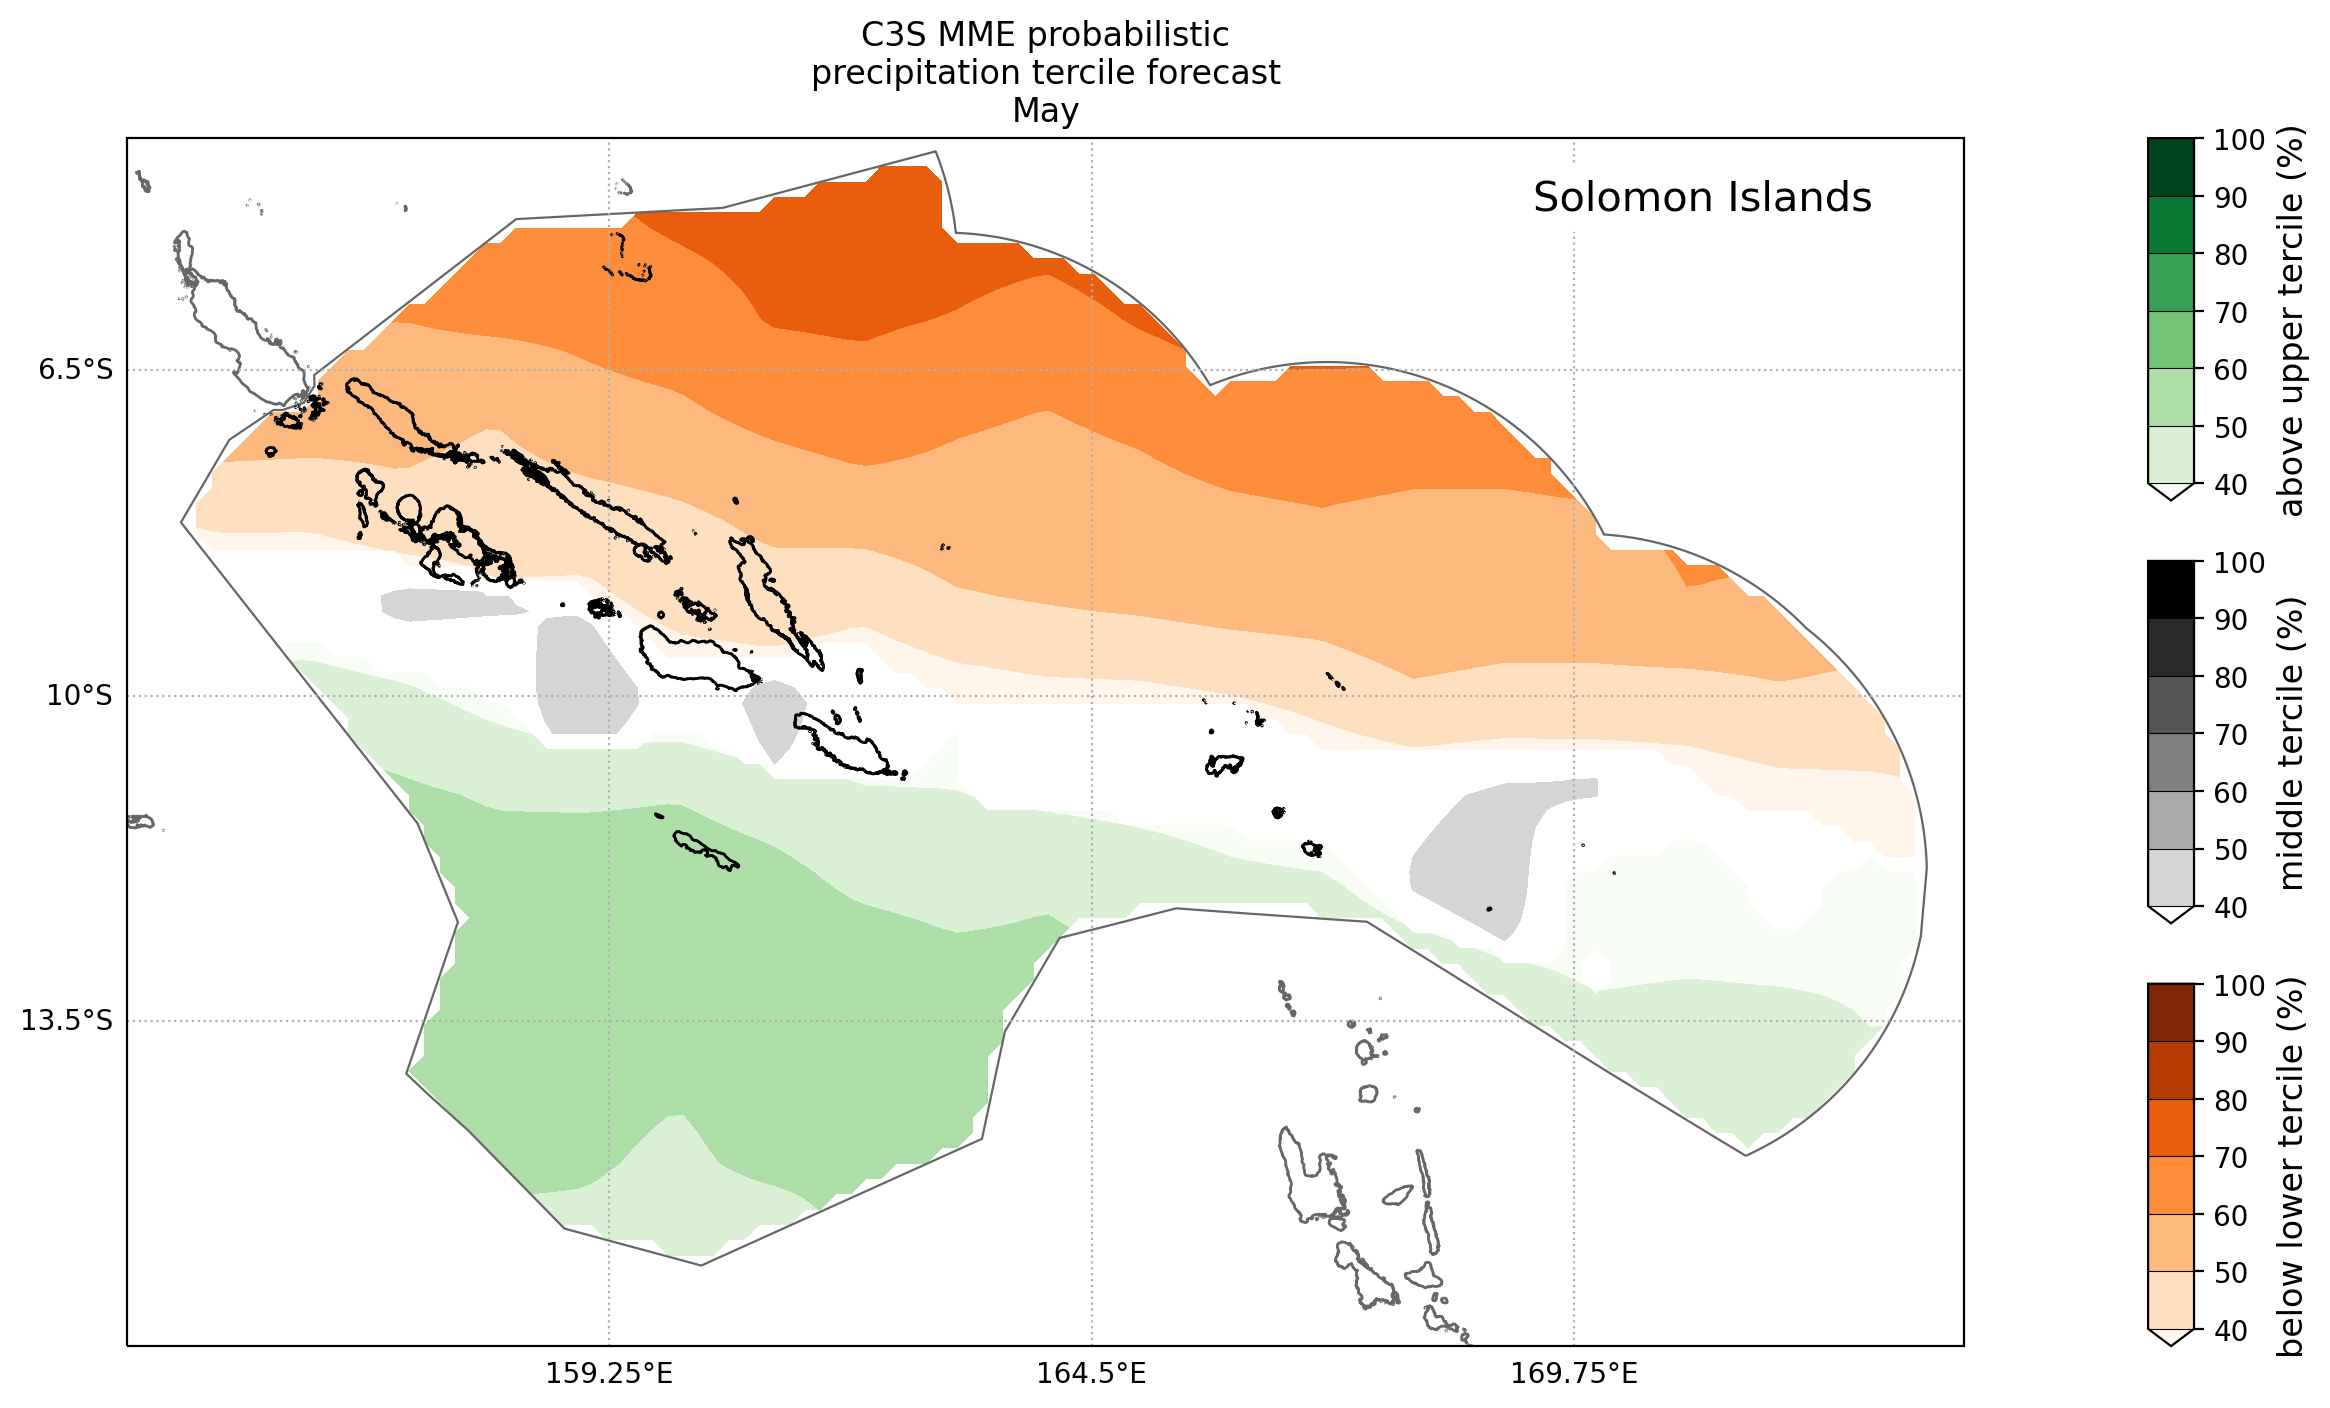 C3S MME probabilistic
precipitation tercile forecast
May
Solomon Islands
6.5°S
10°S
13.5°S
159.25°E
164.5°E
169.75°E
100
90
80
70
60
50
40
above upper tercile (%)
100
90
80
70
60
50
40
middle tercile (%)
100
90
80
70
60
50
40
below lower tercile (%)